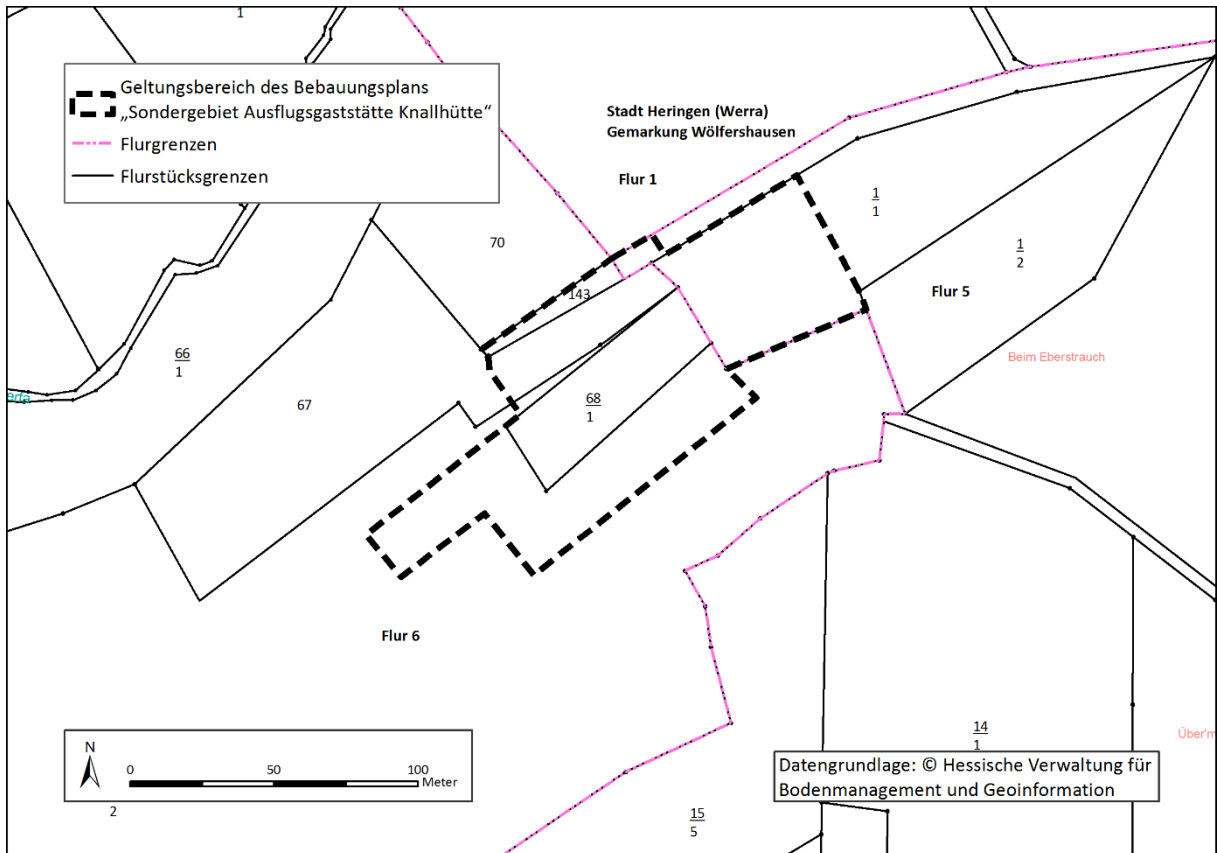 1
Geltungsbereich des Bebauungsplans
„Sondergebiet Ausflugsgaststätte Knallhütte“
Flurgrenzen
Flurstücksgrenzen
Stadt Heringen (Werra)
Gemarkung Wölfershausen
Flur 1
1
1
70
1
2
143
Flur 5
66
1
Beim Eberstrauch
67
68
1
Flur 6
14
1
Über'm
N
0
50
100
Meter
Datengrundlage: © Hessische Verwaltung für
Bodenmanagement und Geoinformation
2
15
5